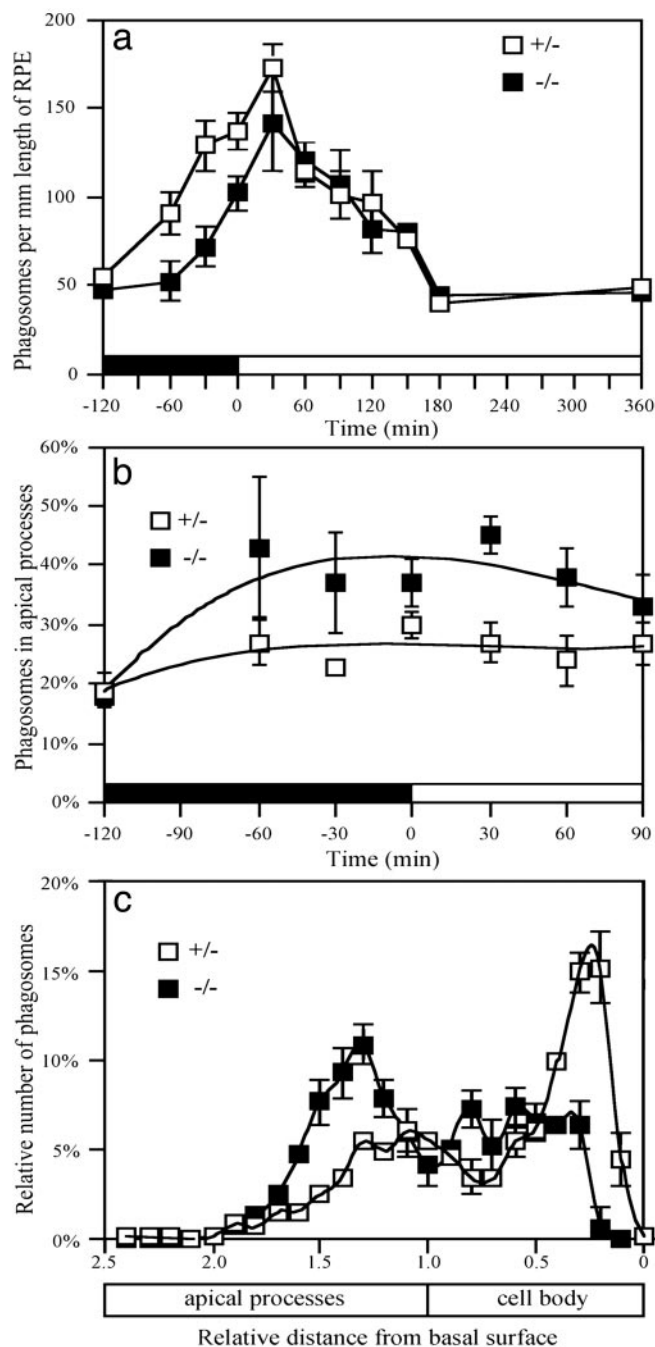 a
200
150
100
50
0
+/-
-/-
Phagosomes per mm length of RPE
-120 -60 0 60 120 180 240 300 360
Time (min)
b
60%
50%
40%
30%
20%
10%
0%
+/-
-/-
Phagosomes in apical processes
-120 -90 -60 -30 0 30 60 90
Time (min)
c
20%
15%
10%
5%
0%
+/-
-/-
Relative number of phagosomes
2.5 2.0 1.5 1.0 0.5 0
apical processes cell body
Relative distance from basal surface